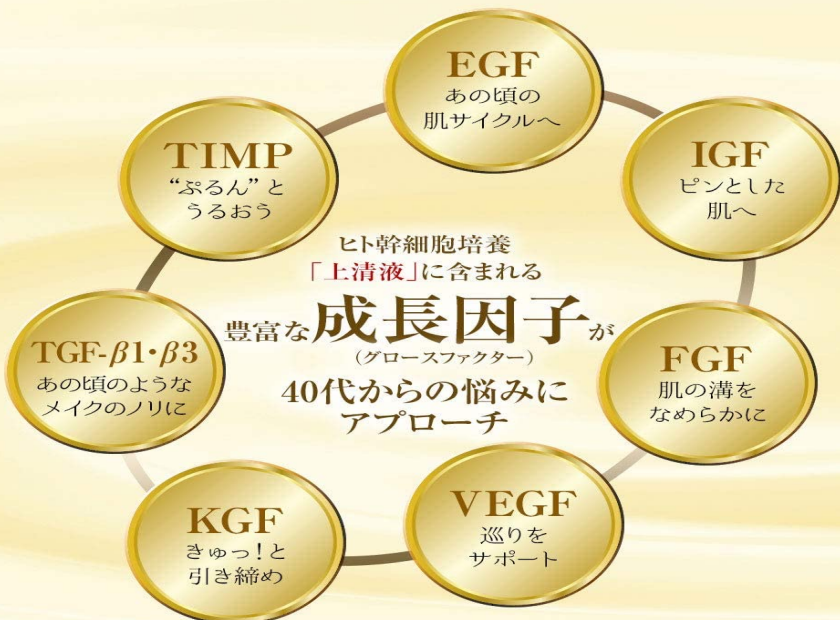 EGF
あの頃の
肌サイクルへ
IGF
ピンとした
肌へ
FGF
肌の溝を
なめらかに
VEGF
巡りを
サポート
KGF
きゅっ!と
引き締め
TGF-β1・β3
あの頃のような
メイクのノリに
TIMP
“ぷるん”と
うるおう
ヒト幹細胞培養
「上清液」に含まれる
豊富な成長因子が
(グロースファクター)
40代からの悩みに
アプローチ